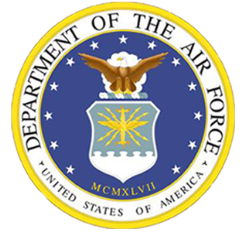 DEPARTMENT OF THE AIR FORCE
MCMXLVII
UNITED STATES OF AMERICA